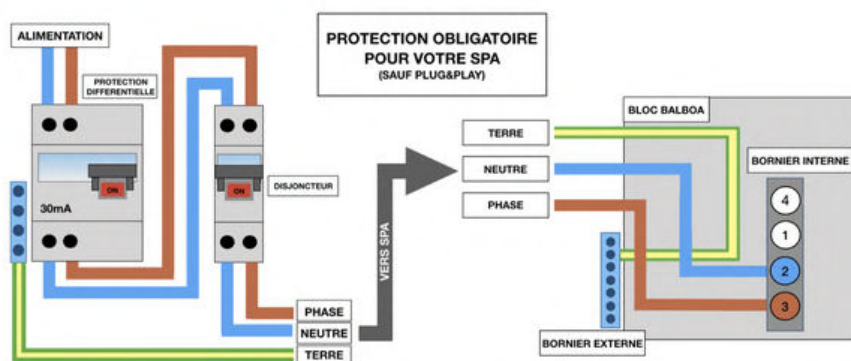 ALIMENTATION
PROTECTION
DIFFERENTIELLE
ON
30mA
ON
DISJONCTEUR
PHASE
NEUTRE
TERRE
PROTECTION OBLIGATOIRE
POUR VOTRE SPA
(SAUF PLUG&PLAY)
VERS SPA
TERRE
NEUTRE
PHASE
BLOC BALBOA
BORNIER INTERNE
4
1
2
3
BORNIER EXTERNE